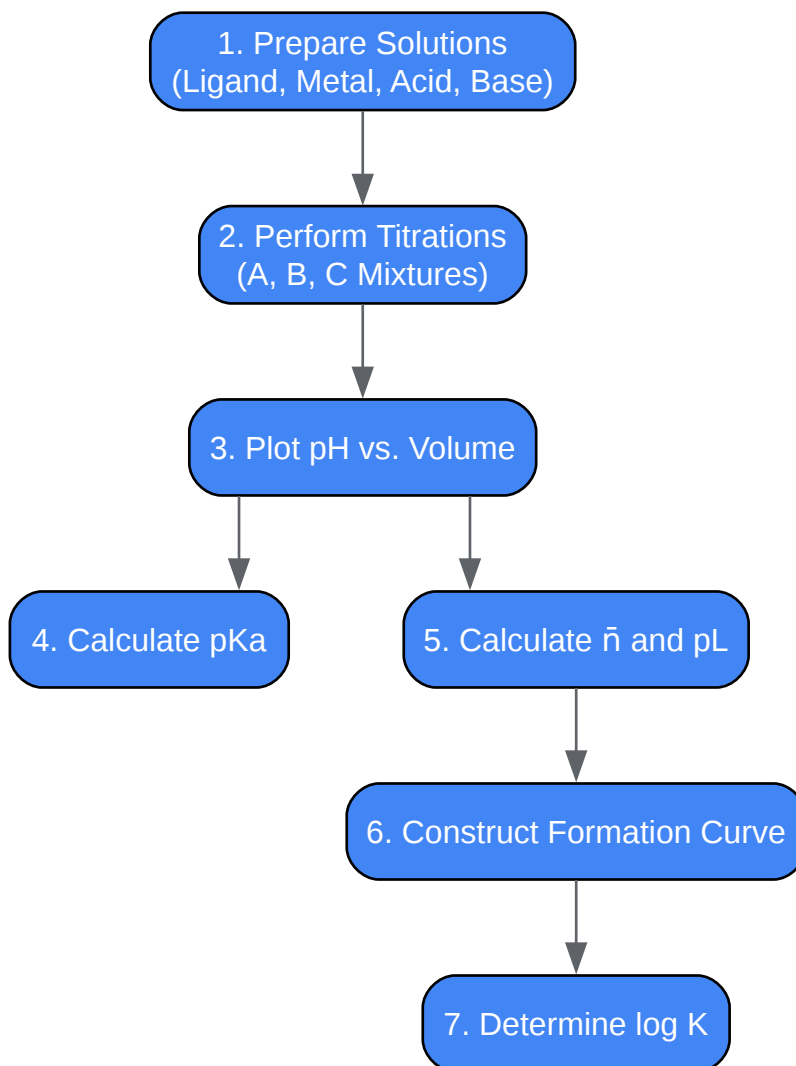 1. Prepare Solutions
(Ligand, Metal, Acid, Base)
2. Perform Titrations
(A, B, C Mixtures)
3. Plot pH vs. Volume
4. Calculate pKa
5. Calculate n̄ and pL
6. Construct Formation Curve
7. Determine log K